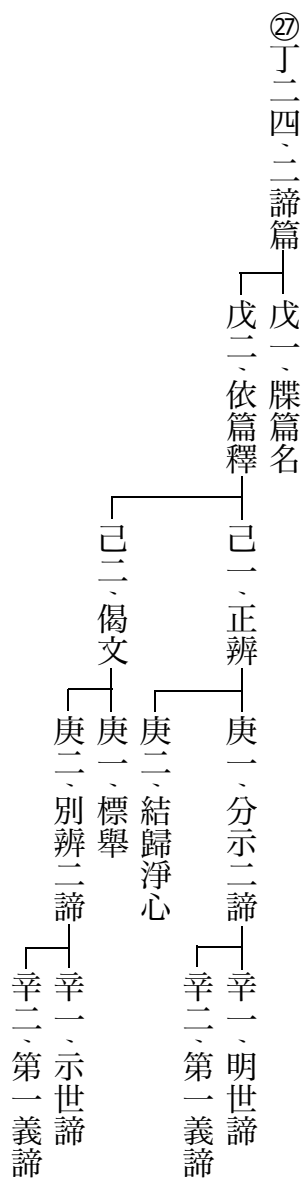 ㉗丁二四、二諦篇
戊一、牒篇名
戊二、依篇釋
己一、正辨
庚一、分示二諦
辛一、明世諦
辛二、第一義諦
庚二、結歸淨心
己二、偈文
庚一、標舉
庚二、別辨二諦
辛一、示世諦
辛二、第一義諦